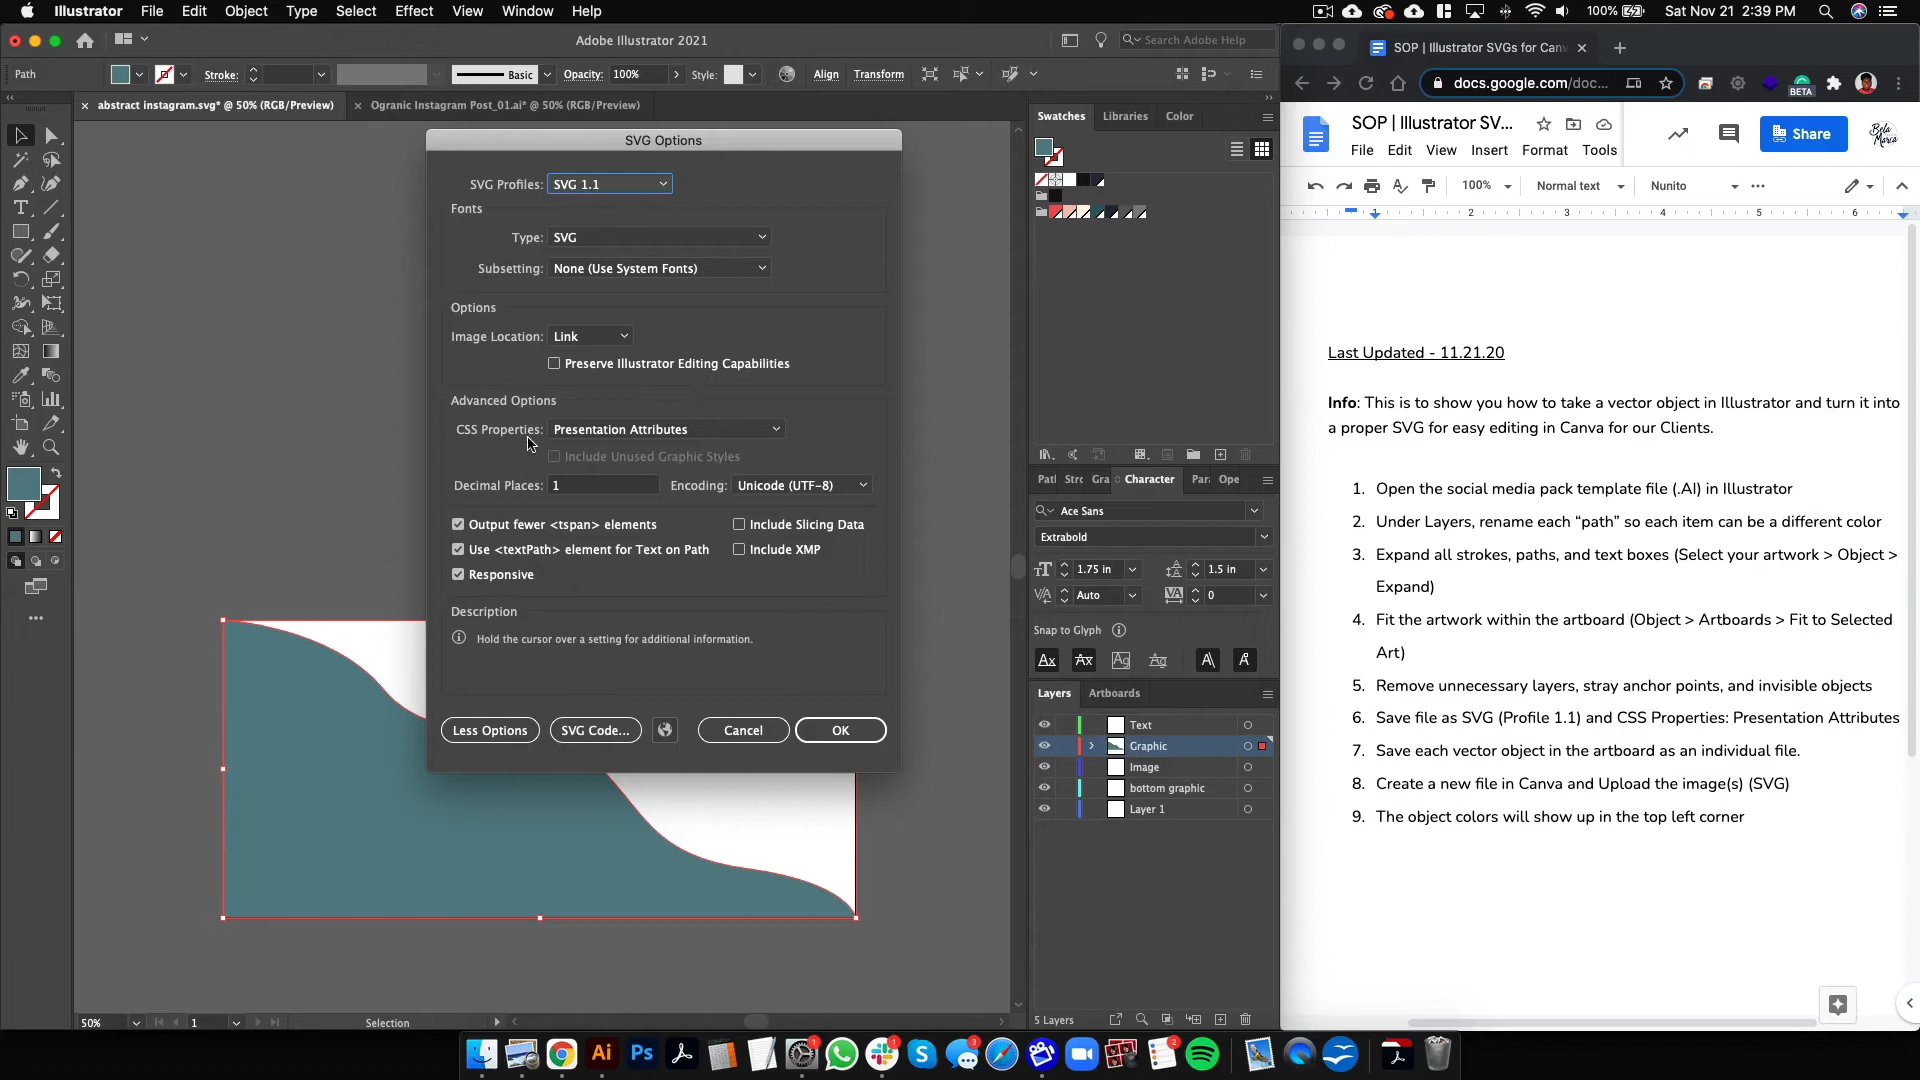 Illustrator File Edit Object Type Select Effect View Window Help
100% Sat Nov 21 2:39 PM
Adobe Illustrator 2021
Search Adobe Help
Path Stroke: Basic Opacity: 100% Style: Align Transform
abstract instagram.svg* @ 50% (RGB/Preview)
Ogranic Instagram Post_01.ai* @ 50% (RGB/Preview)
SVG Options
SVG Profiles: SVG 1.1
Fonts
Type: SVG
Subsetting: None (Use System Fonts)
Options
Image Location: Link
Preserve Illustrator Editing Capabilities
Advanced Options
CSS Properties: Presentation Attributes
Include Unused Graphic Styles
Decimal Places: 1 Encoding: Unicode (UTF-8)
Output fewer <tspan> elements Include Slicing Data
Use <textPath> element for Text on Path Include XMP
Responsive
Description
Hold the cursor over a setting for additional information.
Less Options SVG Code... Cancel OK
50% 1 Selection
Swatches Libraries Color
Pat Str Gra Character Par Ope
Ace Sans
Extrabold
1.75 in 1.5 in
Auto 0
Snap to Glyph
Layers Artboards
Text
Graphic
Image
bottom graphic
Layer 1
5 Layers
SOP | Illustrator SVGs for Can
docs.google.com/doc...
BETA
SOP | Illustrator SV...
Share
File Edit View Insert Format Tools
100% Normal text Nunito
1 2 3 4 5 6
Last Updated - 11.21.20
Info: This is to show you how to take a vector object in Illustrator and turn it into
a proper SVG for easy editing in Canva for our Clients.
1. Open the social media pack template file (.AI) in Illustrator
2. Under Layers, rename each “path” so each item can be a different color
3. Expand all strokes, paths, and text boxes (Select your artwork > Object >
Expand)
4. Fit the artwork within the artboard (Object > Artboards > Fit to Selected
Art)
5. Remove unnecessary layers, stray anchor points, and invisible objects
6. Save file as SVG (Profile 1.1) and CSS Properties: Presentation Attributes
7. Save each vector object in the artboard as an individual file.
8. Create a new file in Canva and Upload the image(s) (SVG)
9. The object colors will show up in the top left corner